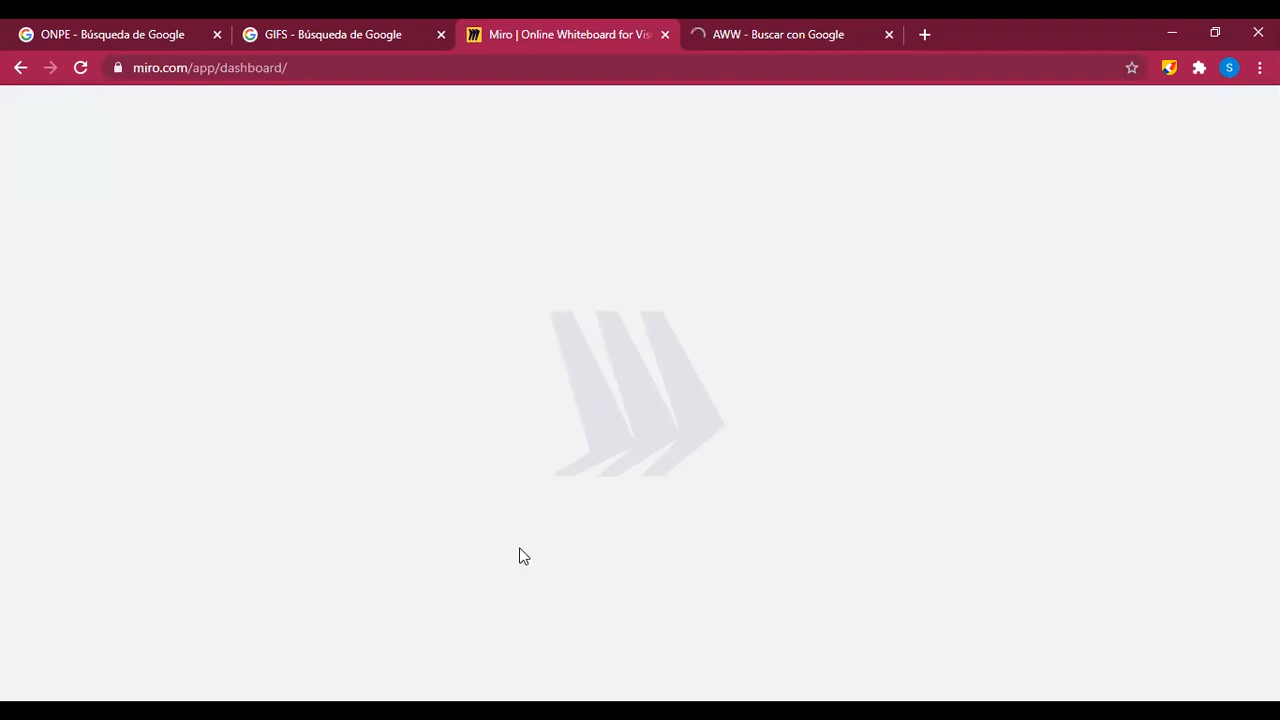 ONPE - Búsqueda de Google
GIFS - Búsqueda de Google
Miro | Online Whiteboard for Vis
AWW - Buscar con Google
miro.com/app/dashboard/
S